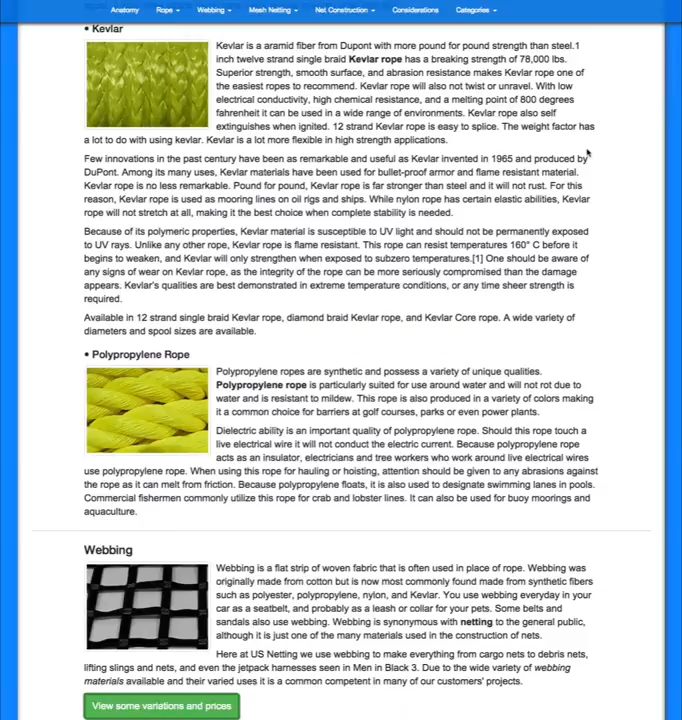 Anatomy Rope Webbing Mesh Netting Net Construction Considerations Categories
• Kevlar
Kevlar is a aramid fiber from Dupont with more pound for pound strength than steel.1
inch twelve strand single braid Kevlar rope has a breaking strength of 78,000 lbs.
Superior strength, smooth surface, and abrasion resistance makes Kevlar rope one of
the easiest ropes to recommend. Kevlar rope will also not twist or unravel. With low
electrical conductivity, high chemical resistance, and a melting point of 800 degrees
fahrenheit it can be used in a wide range of environments. Kevlar rope also self
extinguishes when ignited. 12 strand Kevlar rope is easy to splice. The weight factor has
a lot to do with using kevlar. Kevlar is a lot more flexible in high strength applications.
Few innovations in the past century have been as remarkable and useful as Kevlar invented in 1965 and produced by
DuPont. Among its many uses, Kevlar materials have been used for bullet-proof armor and flame resistant material.
Kevlar rope is no less remarkable. Pound for pound, Kevlar rope is far stronger than steel and it will not rust. For this
reason, Kevlar rope is used as mooring lines on oil rigs and ships. While nylon rope has certain elastic abilities, Kevlar
rope will not stretch at all, making it the best choice when complete stability is needed.
Because of its polymeric properties, Kevlar material is susceptible to UV light and should not be permanently exposed
to UV rays. Unlike any other rope, Kevlar rope is flame resistant. This rope can resist temperatures 160° C before it
begins to weaken, and Kevlar will only strengthen when exposed to subzero temperatures.[1] One should be aware of
any signs of wear on Kevlar rope, as the integrity of the rope can be more seriously compromised than the damage
appears. Kevlar's qualities are best demonstrated in extreme temperature conditions, or any time sheer strength is
required.
Available in 12 strand single braid Kevlar rope, diamond braid Kevlar rope, and Kevlar Core rope. A wide variety of
diameters and spool sizes are available.
• Polypropylene Rope
Polypropylene ropes are synthetic and possess a variety of unique qualities.
Polypropylene rope is particularly suited for use around water and will not rot due to
water and is resistant to mildew. This rope is also produced in a variety of colors making
it a common choice for barriers at golf courses, parks or even power plants.
Dielectric ability is an important quality of polypropylene rope. Should this rope touch a
live electrical wire it will not conduct the electric current. Because polypropylene rope
acts as an insulator, electricians and tree workers who work around live electrical wires
use polypropylene rope. When using this rope for hauling or hoisting, attention should be given to any abrasions against
the rope as it can melt from friction. Because polypropylene floats, it is also used to designate swimming lanes in pools.
Commercial fishermen commonly utilize this rope for crab and lobster lines. It can also be used for buoy moorings and
aquaculture.
Webbing
Webbing is a flat strip of woven fabric that is often used in place of rope. Webbing was
originally made from cotton but is now most commonly found made from synthetic fibers
such as polyester, polypropylene, nylon, and Kevlar. You use webbing everyday in your
car as a seatbelt, and probably as a leash or collar for your pets. Some belts and
sandals also use webbing. Webbing is synonymous with netting to the general public,
although it is just one of the many materials used in the construction of nets.
Here at US Netting we use webbing to make everything from cargo nets to debris nets,
lifting slings and nets, and even the jetpack harnesses seen in Men in Black 3. Due to the wide variety of webbing
materials available and their varied uses it is a common competent in many of our customers' projects.
View some variations and prices